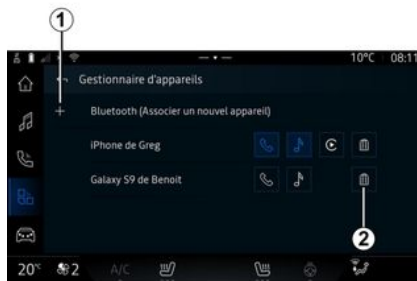 1
10°C 08:11
Gestionnaire d'appareils
Bluetooth (Associer un nouvel appareil)
iPhone de Greg
Galaxy S9 de Benoit
2
20° 2 A/C